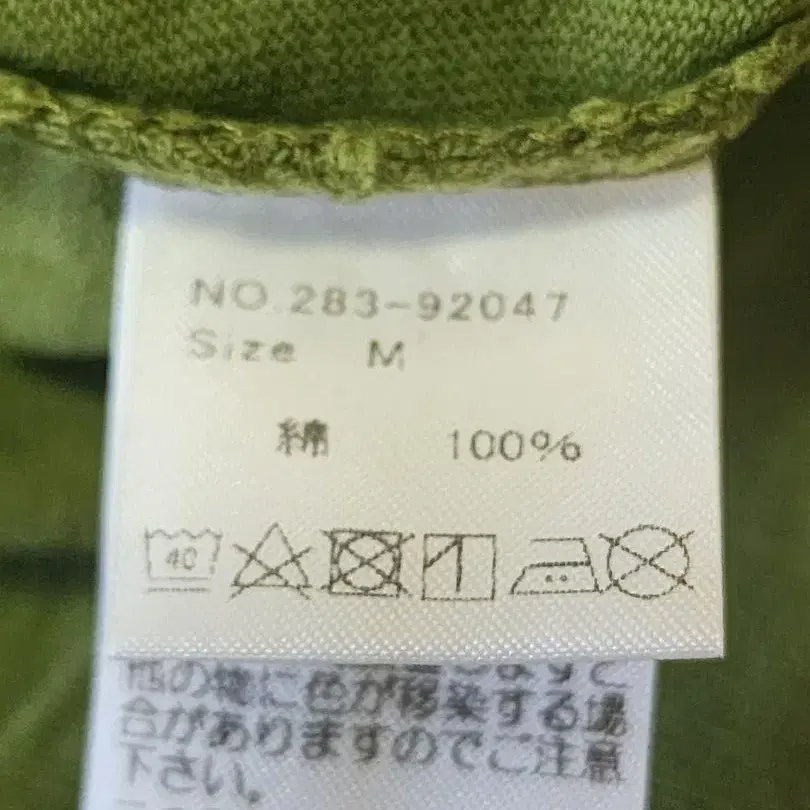 NO.283-92047
Size M
綿 100%
40
他の物に色が移染する場
合がありますのでご注意
下さい。